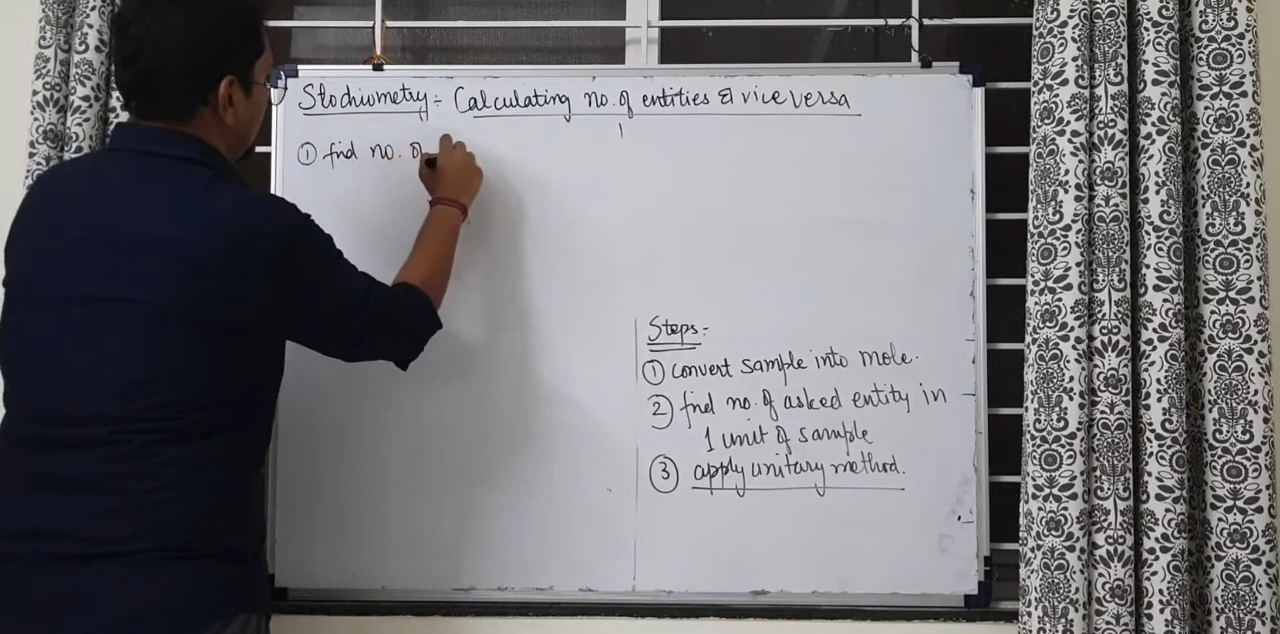 Stochiometry:- Calculating no. of entities & vice versa
① find no. of
Steps:-
① convert sample into mole.
② find no. of asked entity in
1 unit of sample
③ apply unitary method.